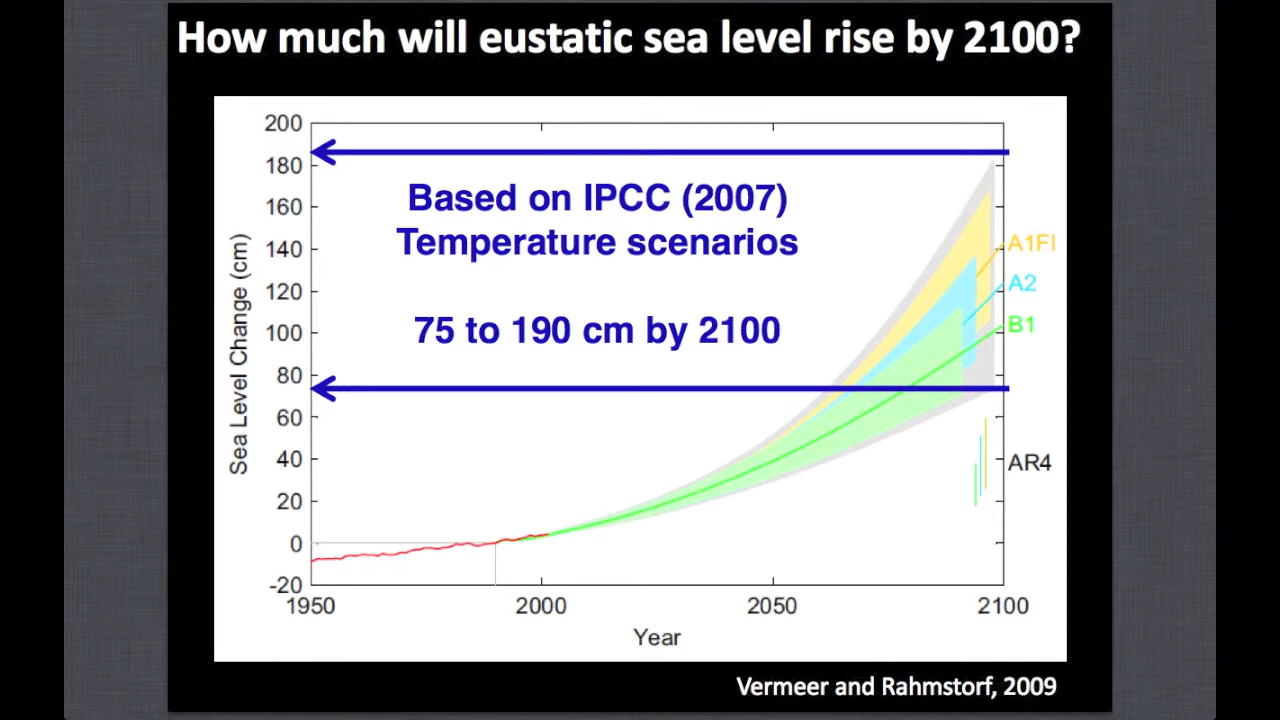 How much will eustatic sea level rise by 2100?
200
180
160
140
120
100
80
60
40
20
0
-20
Sea Level Change (cm)
Based on IPCC (2007)
Temperature scenarios
75 to 190 cm by 2100
A1FI
A2
B1
AR4
1950
2000
2050
2100
Year
Vermeer and Rahmstorf, 2009